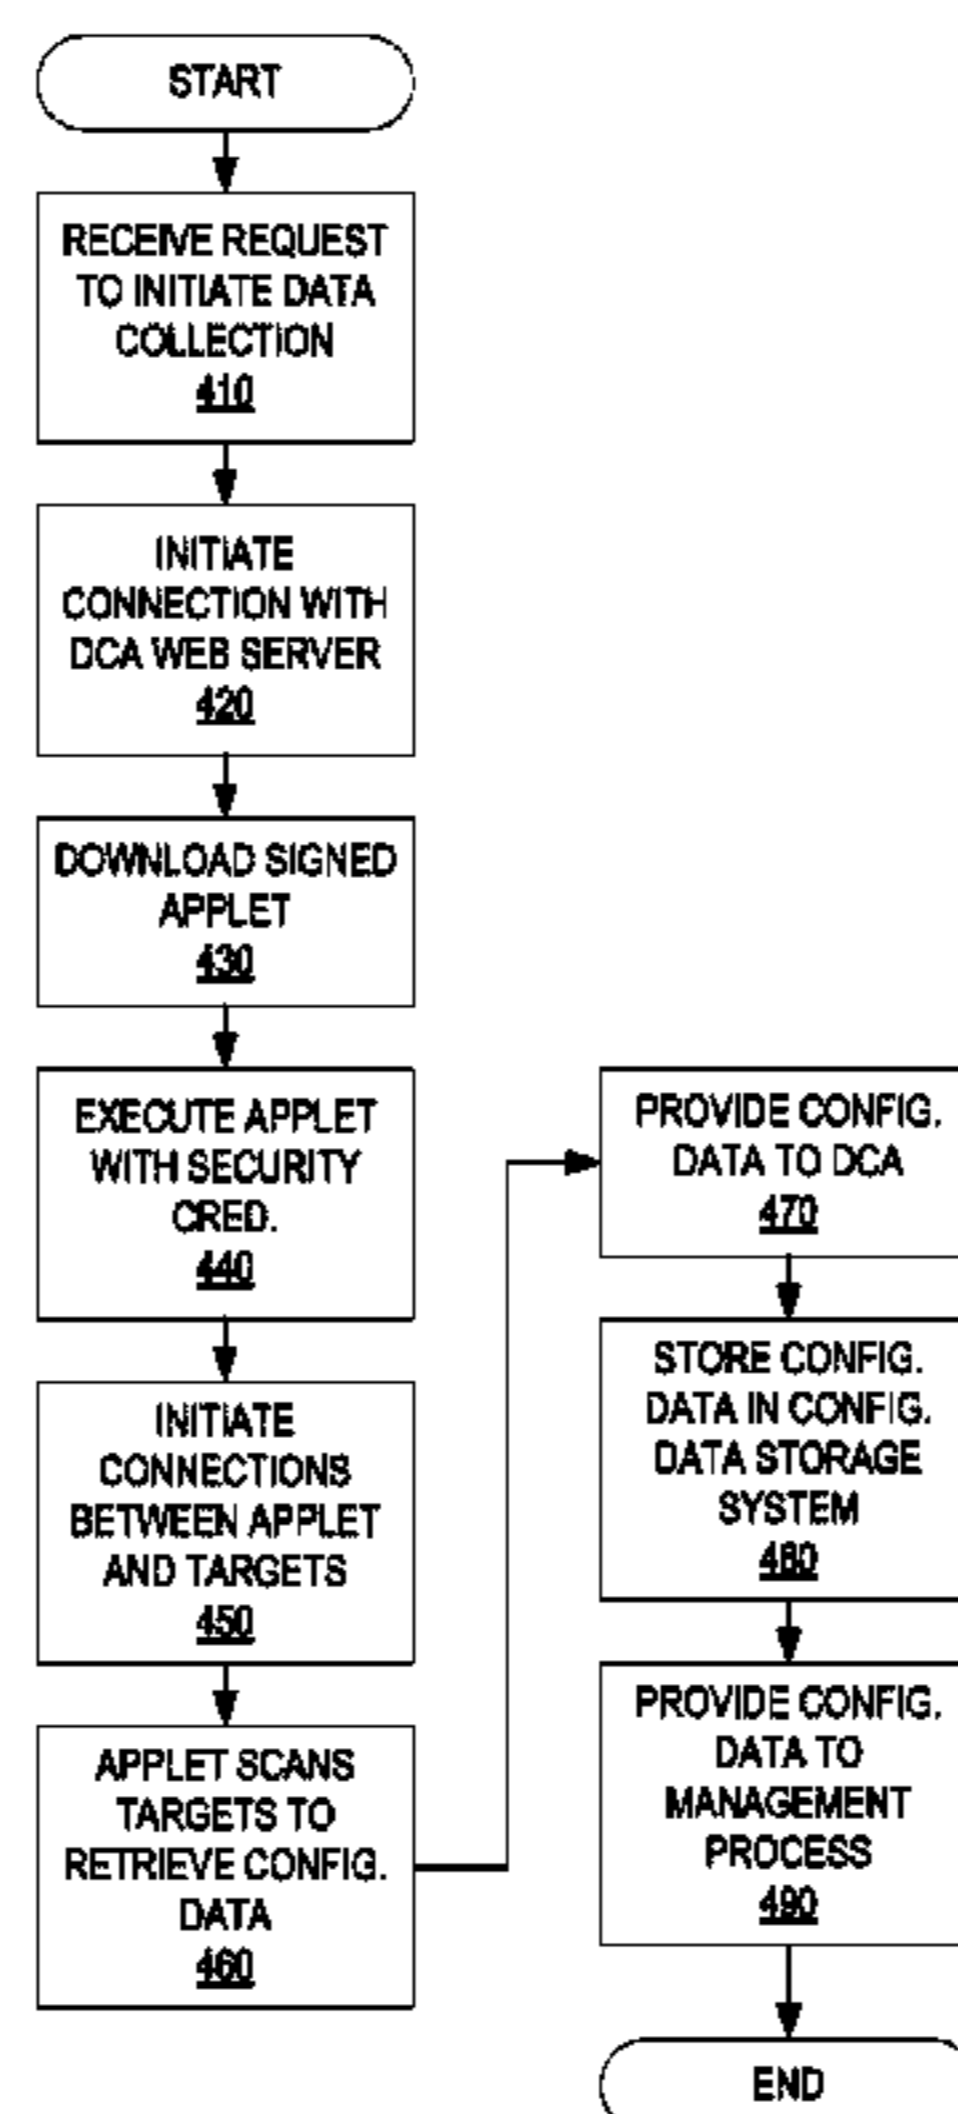 START
RECEIVE REQUEST
TO INITIATE DATA
COLLECTION
410
INITIATE
CONNECTION WITH
DCA WEB SERVER
420
DOWNLOAD SIGNED
APPLET
430
EXECUTE APPLET
WITH SECURITY
CRED.
440
INITIATE
CONNECTIONS
BETWEEN APPLET
AND TARGETS
450
APPLET SCANS
TARGETS TO
RETRIEVE CONFIG.
DATA
460
PROVIDE CONFIG.
DATA TO DCA
470
STORE CONFIG.
DATA IN CONFIG.
DATA STORAGE
SYSTEM
480
PROVIDE CONFIG.
DATA TO
MANAGEMENT
PROCESS
490
END